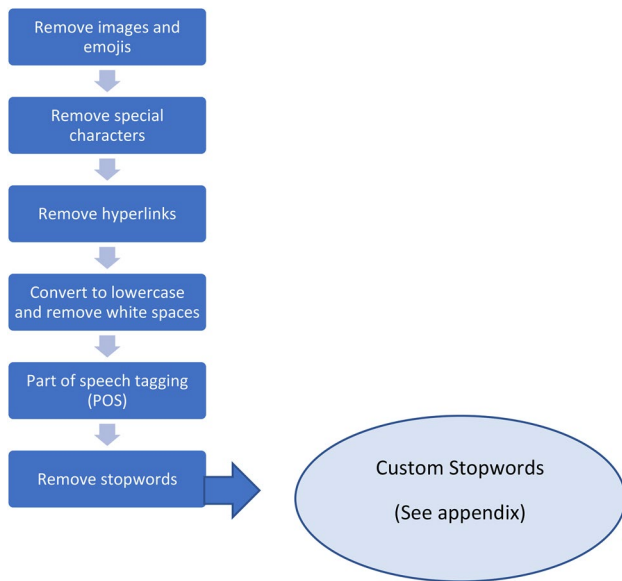 Remove images and
emojis
Remove special
characters
Remove hyperlinks
Convert to lowercase
and remove white spaces
Part of speech tagging
(POS)
Remove stopwords
Custom Stopwords
(See appendix)